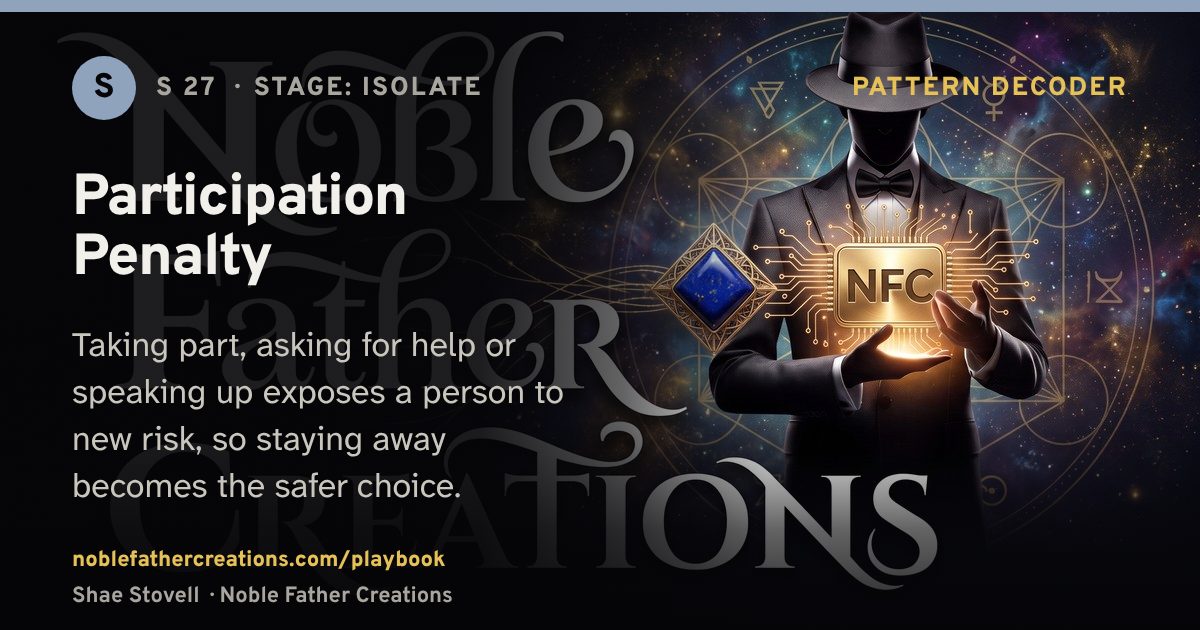 S
S 27 · STAGE: ISOLATE
PATTERN DECODER
Participation
Penalty
Taking part, asking for help or
speaking up exposes a person to
new risk, so staying away
becomes the safer choice.
noblefathercreations.com/playbook
Shae Stovell · Noble Father Creations
NFC
Noble
Father
Creations